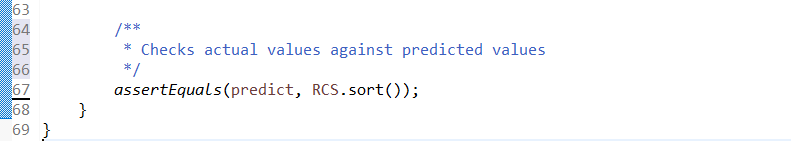 63
64 /**
65 * Checks actual values against predicted values
66 */
67 assertEquals(predict, RCS.sort());
68 }
69 }